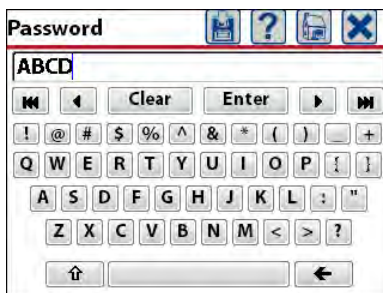 Password ?
ABCD
Clear Enter
! @ # $ % ^ & * ( ) _ +
Q W E R T Y U I O P { }
A S D F G H J K L : "
Z X C V B N M < > ?